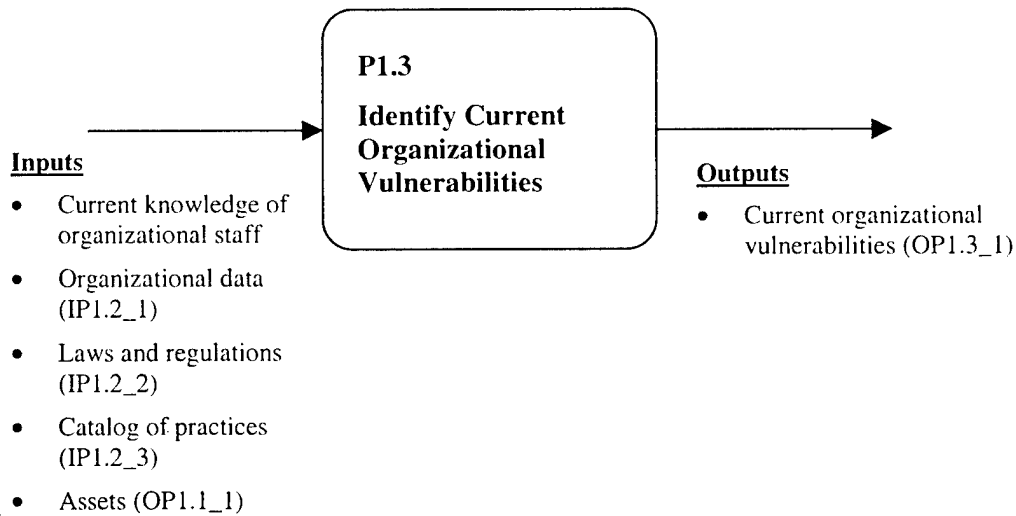 P1.3
Identify Current
Organizational
Vulnerabilities
Inputs
• Current knowledge of
organizational staff
• Organizational data
(IP1.2_1)
• Laws and regulations
(IP1.2_2)
• Catalog of practices
(IP1.2_3)
• Assets (OP1.1_1)
Outputs
• Current organizational
vulnerabilities (OP1.3_1)